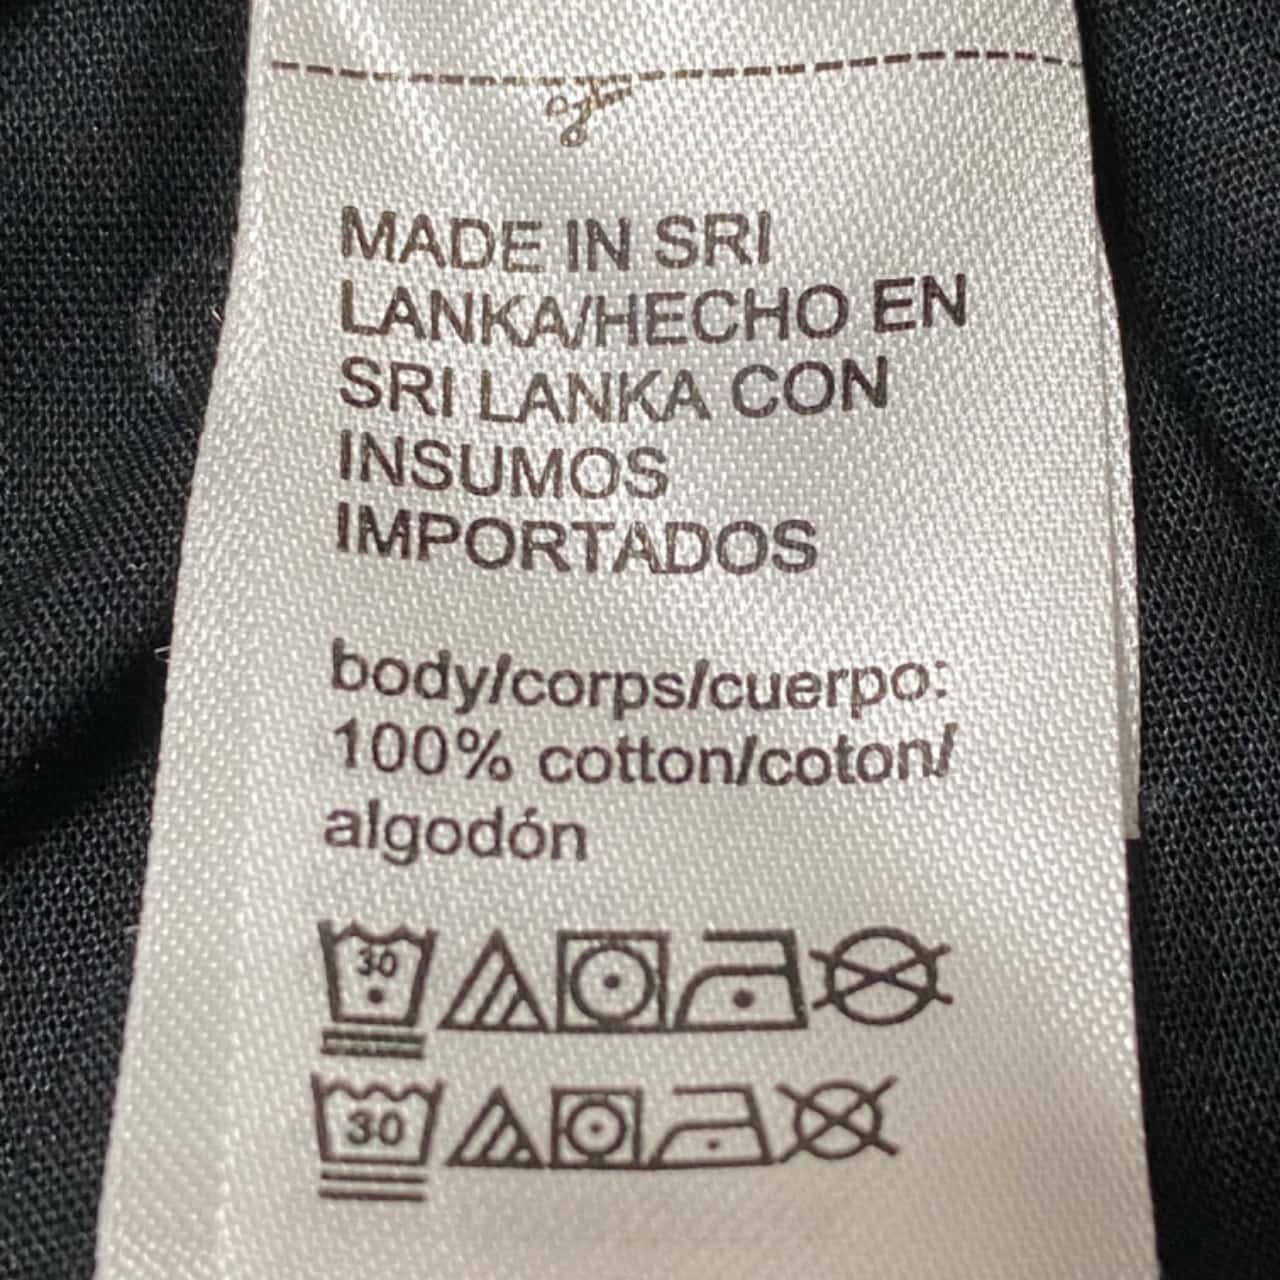 MADE IN SRI
LANKA/HECHO EN
SRI LANKA CON
INSUMOS
IMPORTADOS
body/corps/cuerpo:
100% cotton/coton/
algodón
30
30